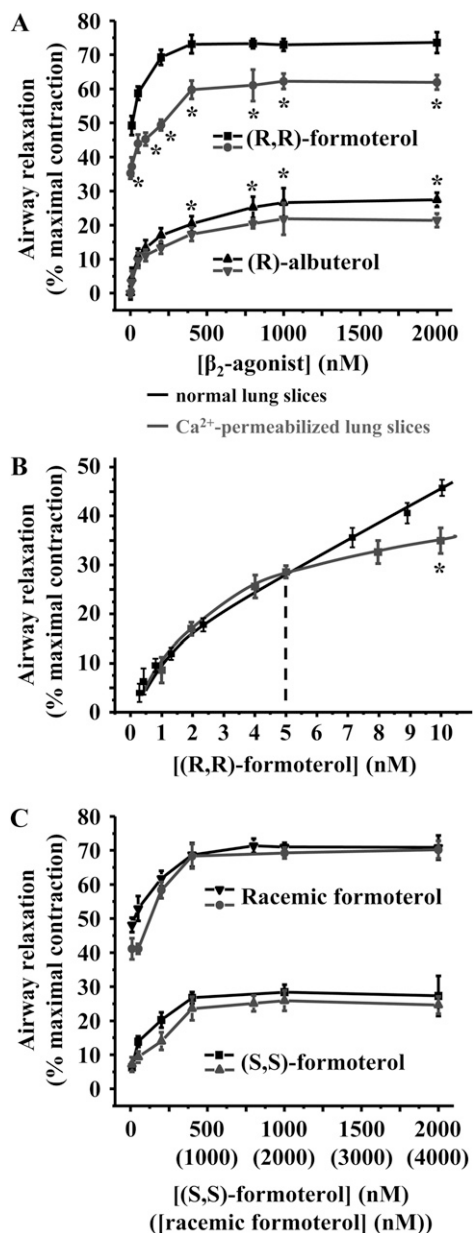 A
Airway relaxation
(% maximal contraction)
80
70
60
50
40
30
20
10
0
*
*
*
*
*
*
*
(R,R)-formoterol
*
*
*
*
(R)-albuterol
0
500
1000
1500
2000
[β₂-agonist] (nM)
normal lung slices
Ca²⁺-permeabilized lung slices
B
Airway relaxation
(% maximal contraction)
50
40
30
20
10
0
*
0 1 2 3 4 5 6 7 8 9 10
[(R,R)-formoterol] (nM)
C
Airway relaxation
(% maximal contraction)
80
70
60
50
40
30
20
10
0
Racemic formoterol
(S,S)-formoterol
0 500 1000 1500 2000
(1000) (2000) (3000) (4000)
[(S,S)-formoterol] (nM)
([racemic formoterol] (nM))